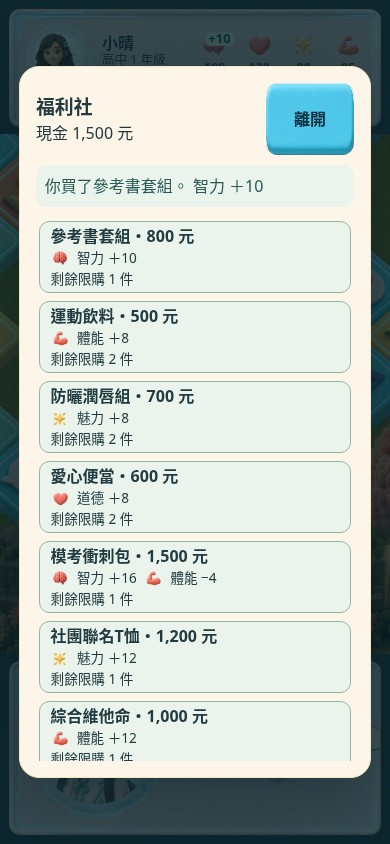 小晴
高中 1 年級
+10
福利社
現金 1,500 元
離開
你買了參考書套組。 智力 +10
參考書套組・800 元
智力 +10
剩餘限購 1 件
運動飲料・500 元
體能 +8
剩餘限購 2 件
防曬潤唇組・700 元
魅力 +8
剩餘限購 2 件
愛心便當・600 元
道德 +8
剩餘限購 2 件
模考衝刺包・1,500 元
智力 +16 體能 −4
剩餘限購 1 件
社團聯名T恤・1,200 元
魅力 +12
剩餘限購 1 件
綜合維他命・1,000 元
體能 +12
剩餘限購 1 件